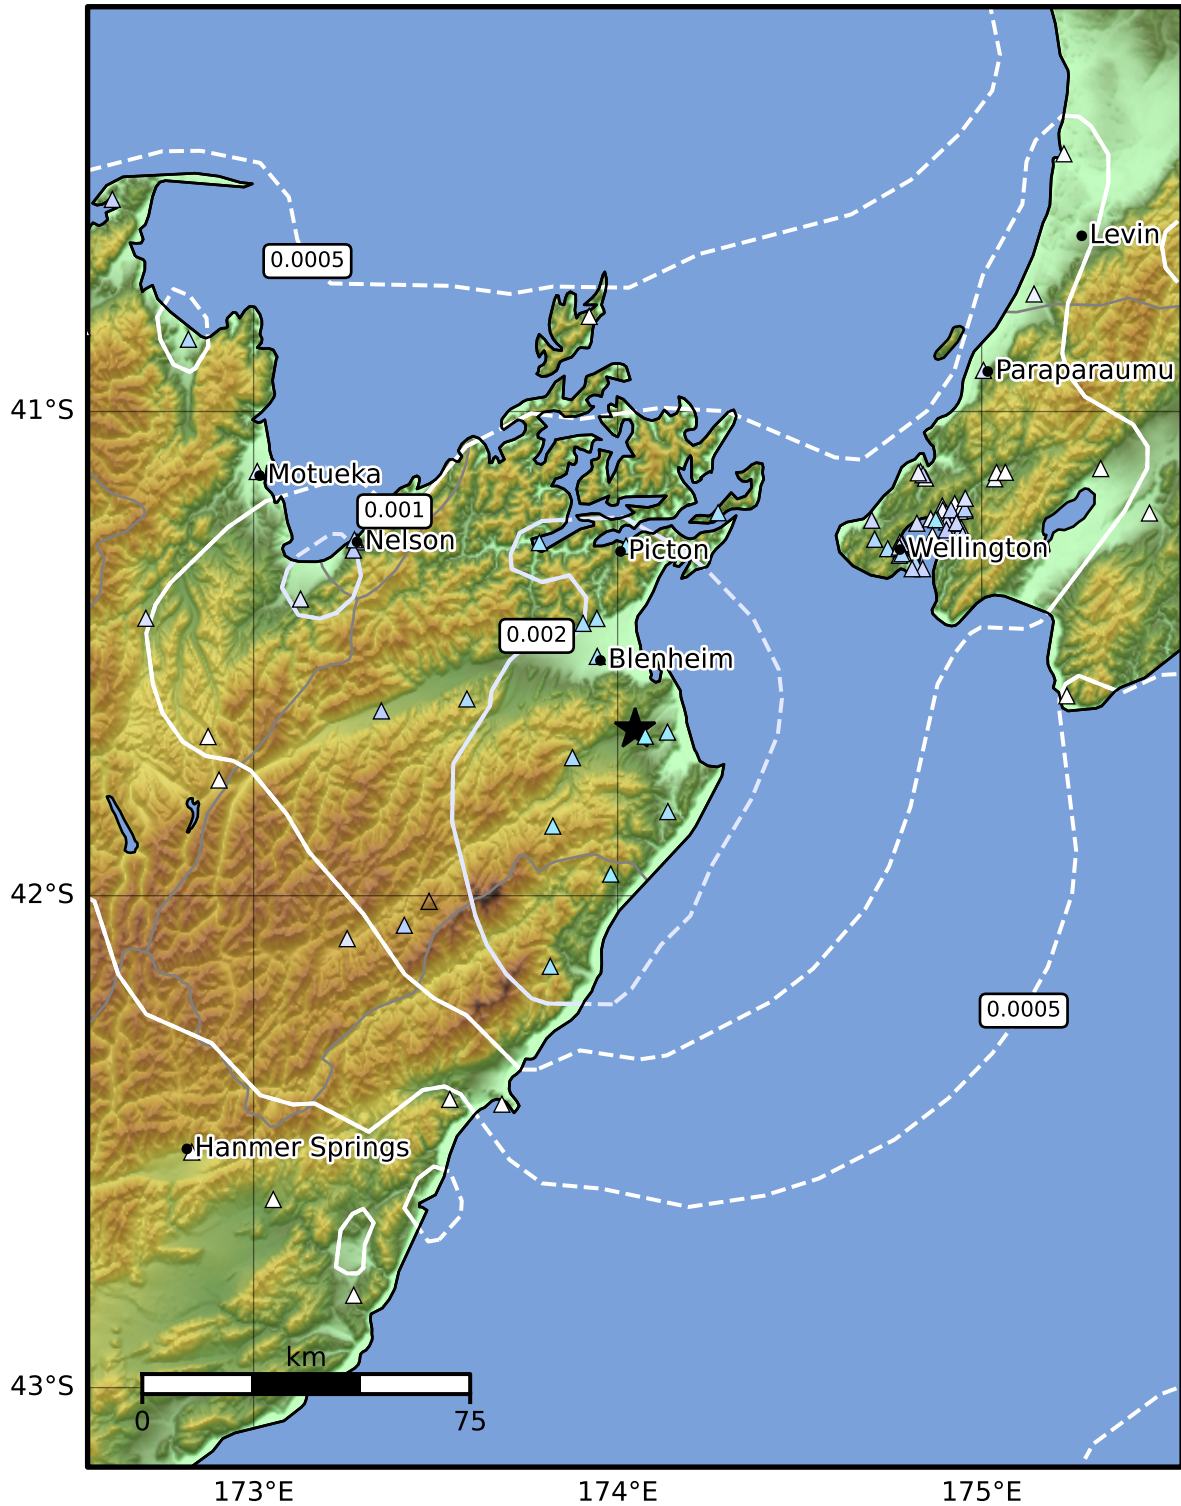 Levin
0.0005
Paraparaumu
41°S
Motueka
0.001
Nelson
Picton
Wellington
0.002
Blenheim
42°S
0.0005
Hanmer Springs
km
43°S
0
75
173°E
174°E
175°E